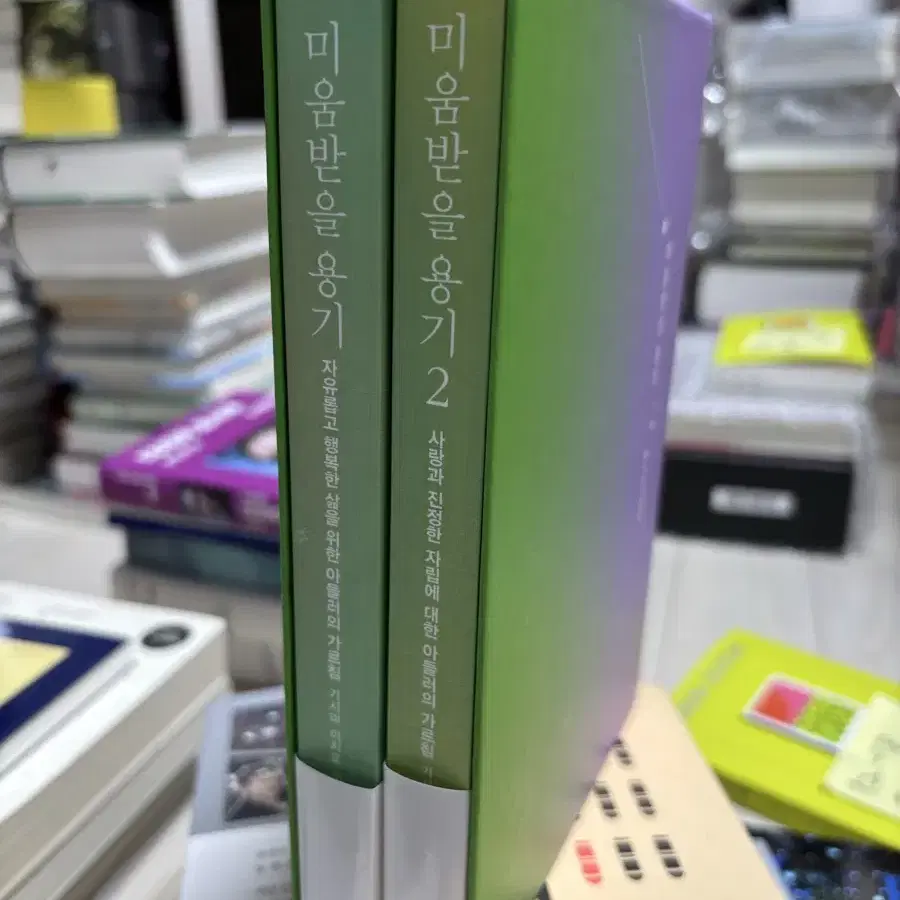 미움받을 용기
자유롭고 행복한 삶을 위한 아들러의 가르침 기시미 이치로
미움받을 용기 2
사랑과 진정한 자립에 대한 아들러의 가르침 기